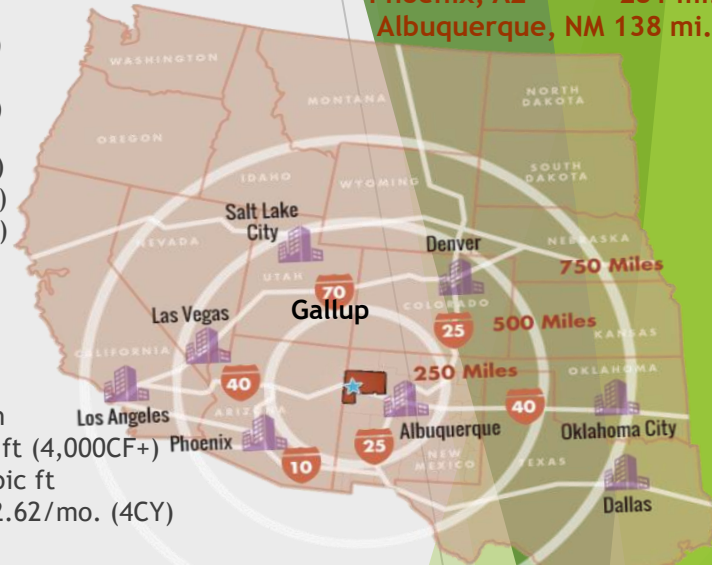 Phoenix, AZ
Albuquerque, NM 138 mi.
WASHINGTON
MONTANA
NORTH
DAKOTA
OREGON
SOUTH
DAKOTA
IDAHO
WYOMING
Salt Lake
City
NEVADA
Denver
NEBRASKA
750 Miles
UTAH
70
Gallup
COLORADO
Las Vegas
25
500 Miles
KANSAS
CALIFORNIA
40
250 Miles
OKLAHOMA
Los Angeles
ARIZONA
40
ft (4,000CF+)
Phoenix
Albuquerque
Oklahoma City
25
NEW
MEXICO
TEXAS
10
ft
2.62/mo. (4CY)
Dallas